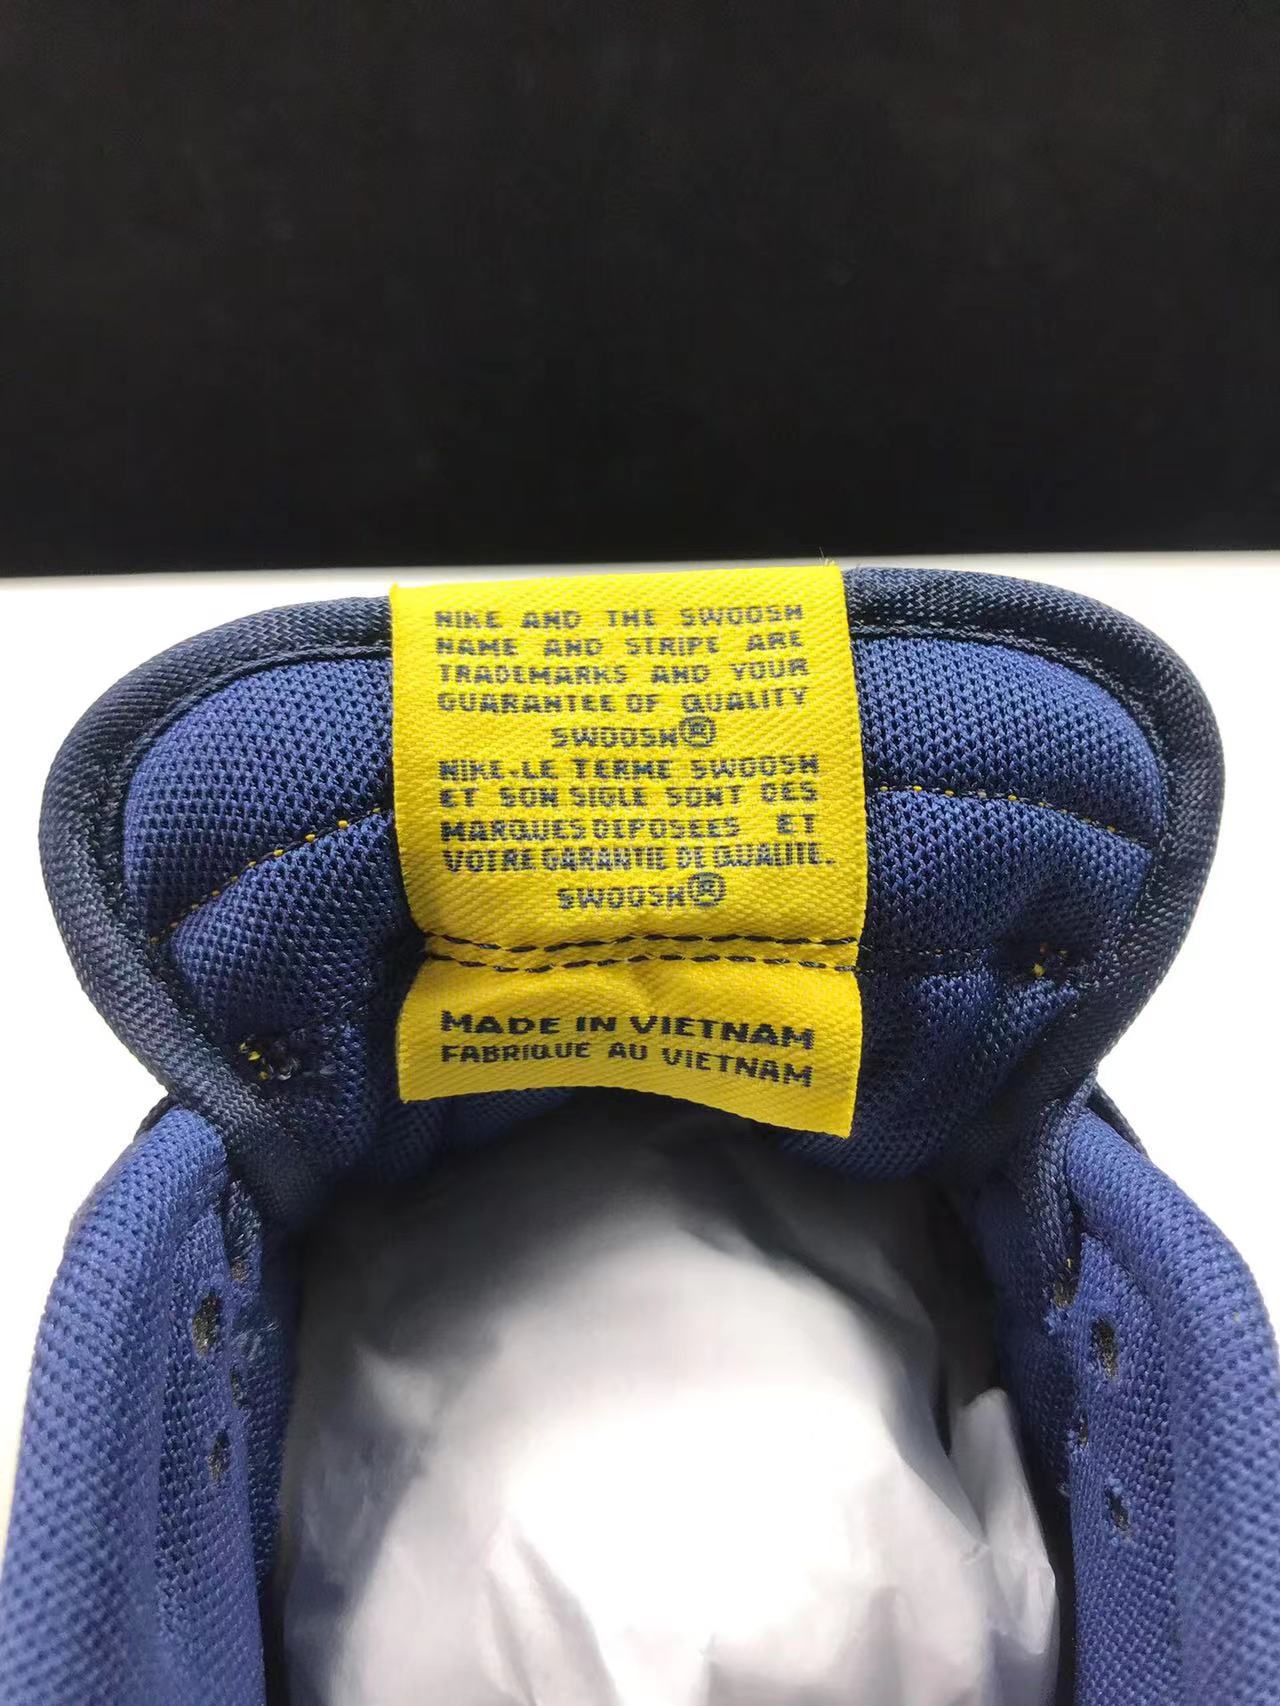 NIKE AND THE SWOOSH
NAME AND STRIPE ARE
TRADEMARKS AND YOUR
GUARANTEE OF QUALITY
SWOOSH®
NIKE.LE TERME SWOOSH
ET SON SIGLE SONT DES
MARQUES DEPOSEES ET
VOTRE GARANTIE DE QUALITE.
SWOOSH®
MADE IN VIETNAM
FABRIQUE AU VIETNAM